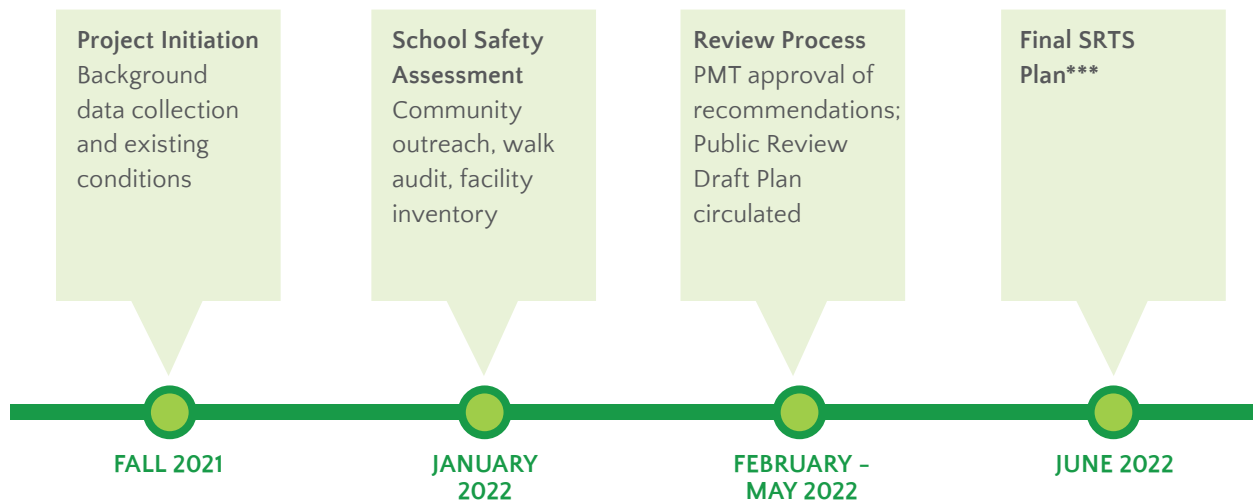 Project Initiation
Background
data collection
and existing
conditions
School Safety
Assessment
Community
outreach, walk
audit, facility
inventory
Review Process
PMT approval of
recommendations;
Public Review
Draft Plan
circulated
Final SRTS
Plan***
FALL 2021
JANUARY
2022
FEBRUARY –
MAY 2022
JUNE 2022